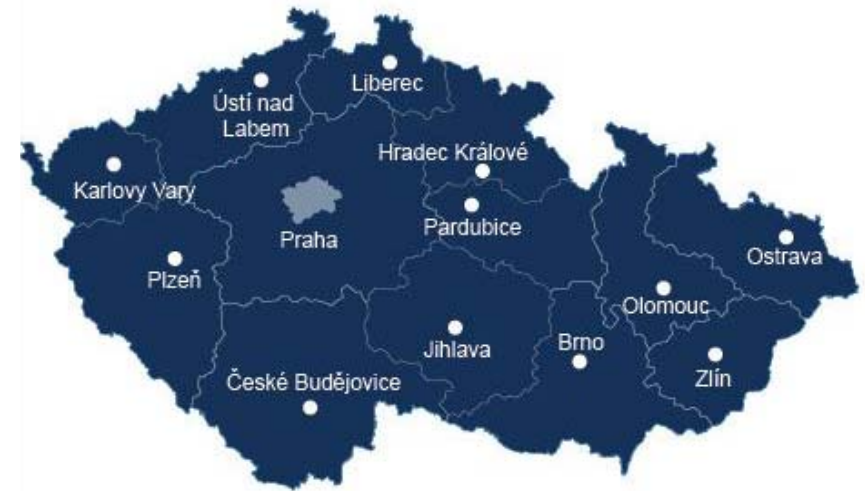 Liberec
Ústí nad
Labem
Hradec Králové
Karlovy Vary
Pardubice
Praha
Ostrava
Plzeň
Olomouc
Brno
Jihlava
Zlín
České Budějovice